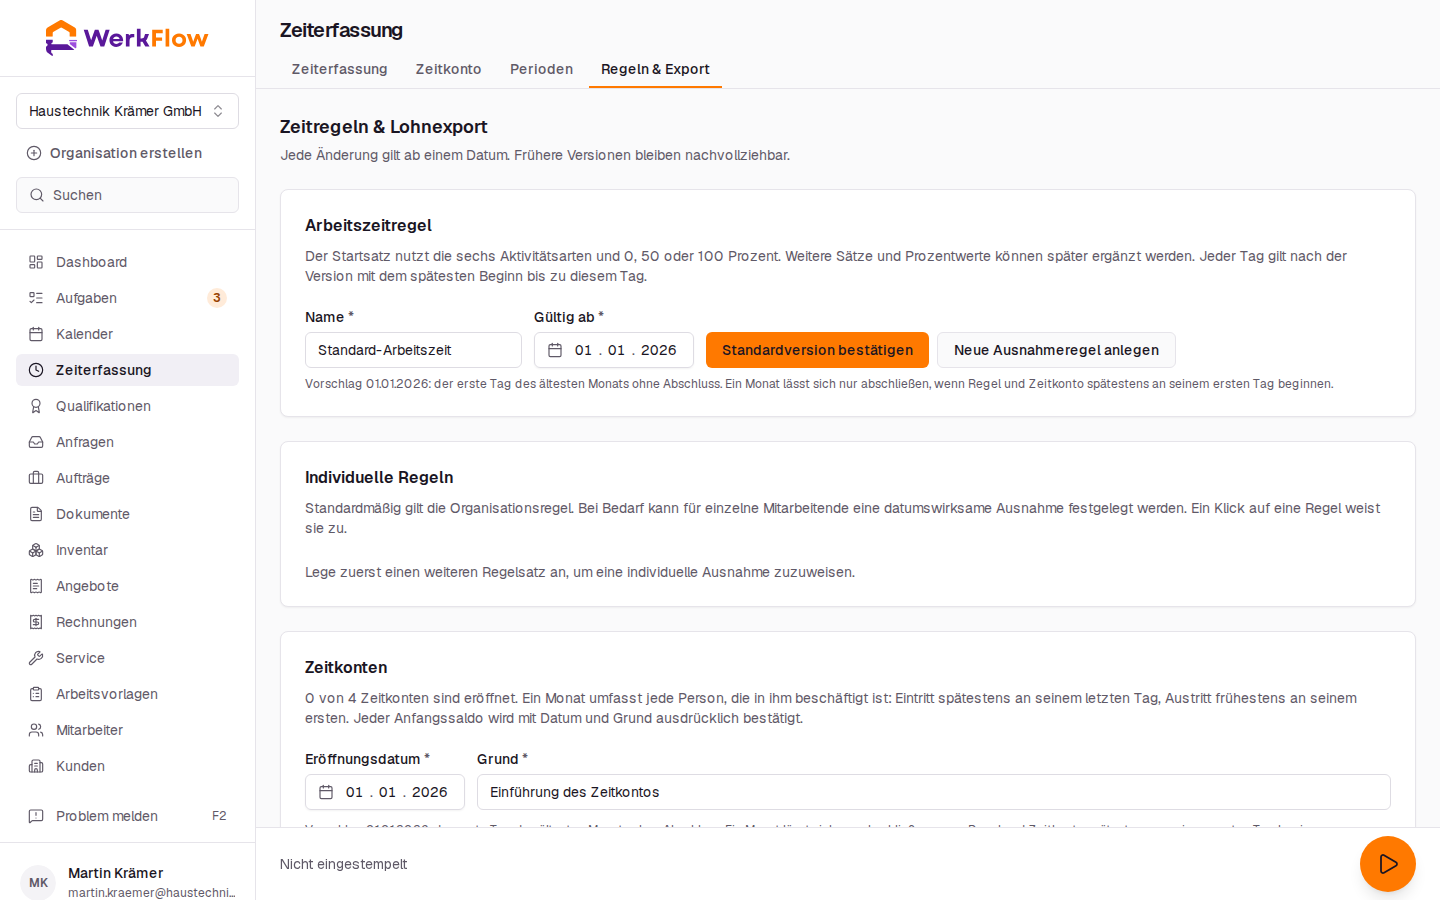 WerkFlow
Haustechnik Krämer GmbH
Organisation erstellen
Suchen
Dashboard
Aufgaben 3
Kalender
Zeiterfassung
Qualifikationen
Anfragen
Aufträge
Dokumente
Inventar
Angebote
Rechnungen
Service
Arbeitsvorlagen
Mitarbeiter
Kunden
Problem melden F2
MK Martin Krämer
martin.kraemer@haustechni...
Zeiterfassung
Zeiterfassung Zeitkonto Perioden Regeln & Export
Zeitregeln & Lohnexport
Jede Änderung gilt ab einem Datum. Frühere Versionen bleiben nachvollziehbar.
Arbeitszeitregel
Der Startsatz nutzt die sechs Aktivitätsarten und 0, 50 oder 100 Prozent. Weitere Sätze und Prozentwerte können später ergänzt werden. Jeder Tag gilt nach der
Version mit dem spätesten Beginn bis zu diesem Tag.
Name * Gültig ab *
Standard-Arbeitszeit 01 . 01 . 2026 Standardversion bestätigen Neue Ausnahmeregel anlegen
Vorschlag 01.01.2026: der erste Tag des ältesten Monats ohne Abschluss. Ein Monat lässt sich nur abschließen, wenn Regel und Zeitkonto spätestens an seinem ersten Tag beginnen.
Individuelle Regeln
Standardmäßig gilt die Organisationsregel. Bei Bedarf kann für einzelne Mitarbeitende eine datumswirksame Ausnahme festgelegt werden. Ein Klick auf eine Regel weist
sie zu.
Lege zuerst einen weiteren Regelsatz an, um eine individuelle Ausnahme zuzuweisen.
Zeitkonten
0 von 4 Zeitkonten sind eröffnet. Ein Monat umfasst jede Person, die in ihm beschäftigt ist: Eintritt spätestens an seinem letzten Tag, Austritt frühestens an seinem
ersten. Jeder Anfangssaldo wird mit Datum und Grund ausdrücklich bestätigt.
Eröffnungsdatum * Grund *
01 . 01 . 2026 Einführung des Zeitkontos
Nicht eingestempelt